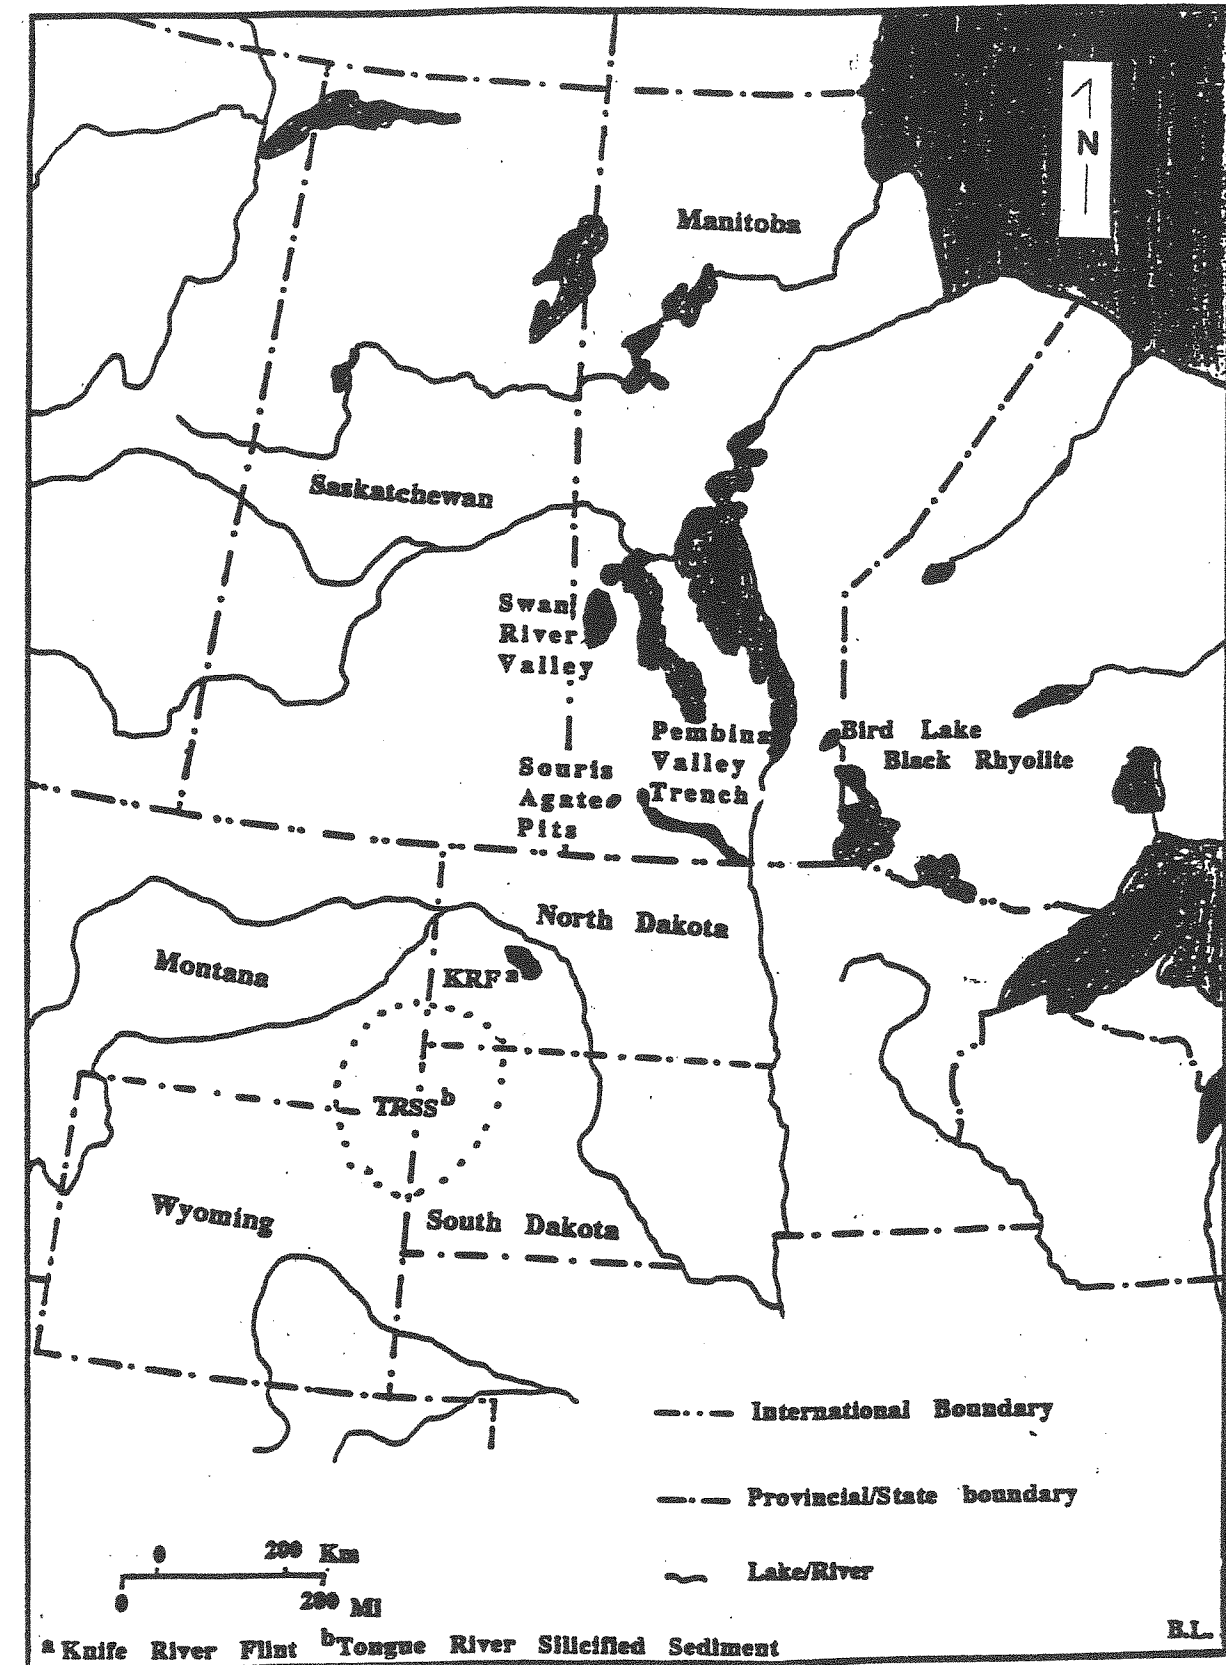 N
Manitoba
Saskatchewan
Swan
River
Valley
Pembina
Valley
Trench
Bird Lake
Black Rhyolite
Souris
Agate
Pits
North Dakota
Montana
KRF a
TRSS b
Wyoming
South Dakota
International Boundary
Provincial/State boundary
Lake/River
0 200 Km
0 200 Mi
a Knife River Flint b Tongue River Silicified Sediment
B.L.